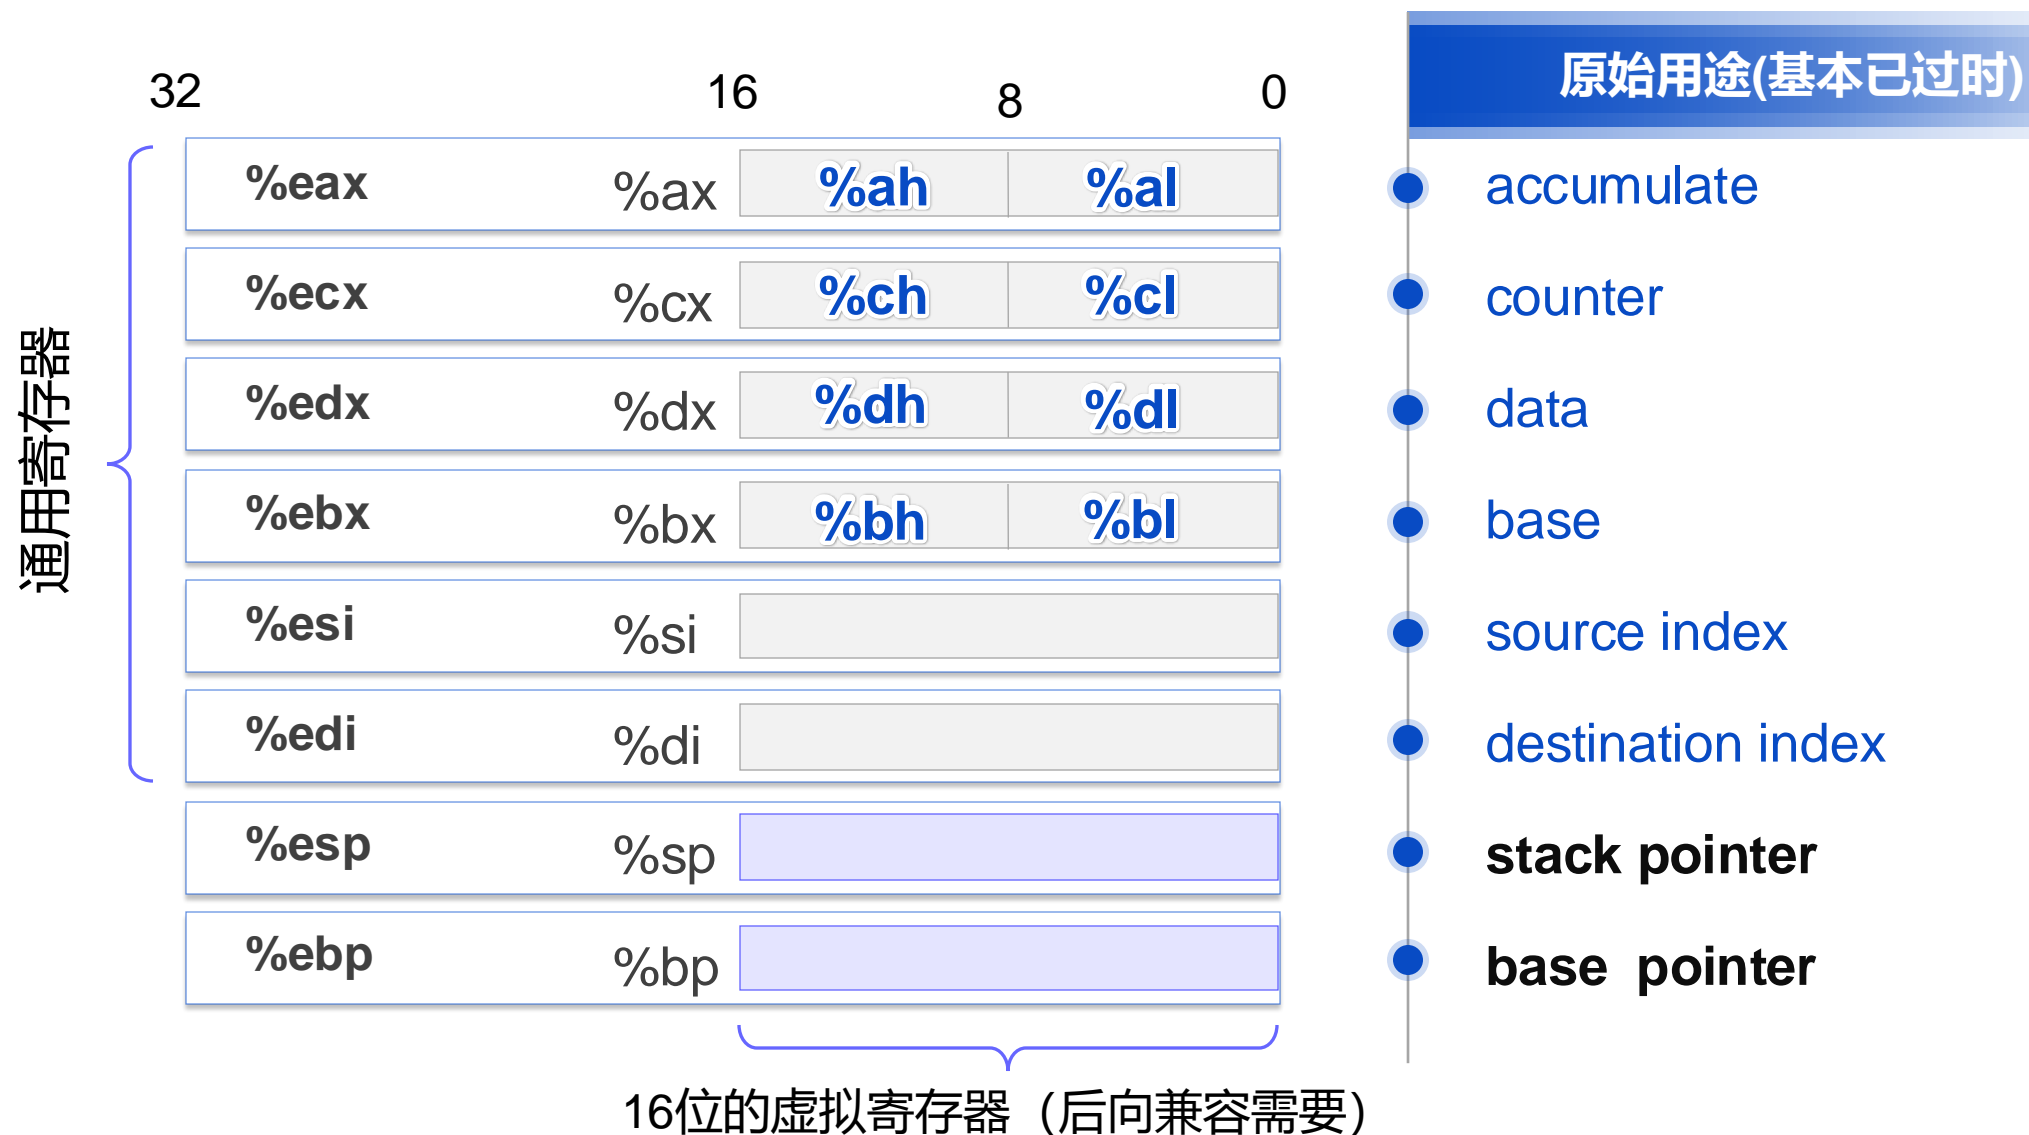 原始用途(基本已过时)
32 16 8 0
%eax %ax %ah %al accumulate
%ecx %cx %ch %cl counter
%edx %dx %dh %dl data
%ebx %bx %bh %bl base
%esi %si source index
%edi %di destination index
%esp %sp stack pointer
%ebp %bp base pointer
通用寄存器
16位的虚拟寄存器（后向兼容需要）